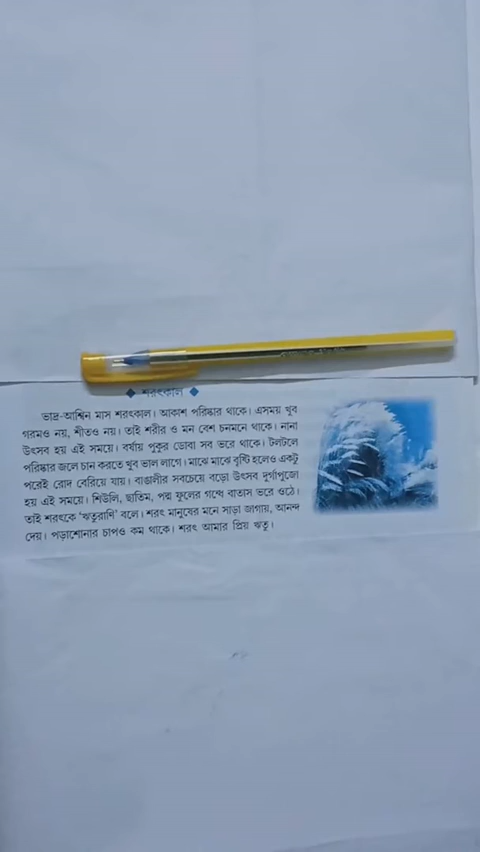 ◆ শরৎকাল ◆
ভাদ্র-আশ্বিন মাস শরৎকাল। আকাশ পরিষ্কার থাকে। এসময় খুব
গরমও নয়, শীতও নয়। তাই শরীর ও মন বেশ চনমনে থাকে। নানা
উৎসব হয় এই সময়ে। বর্ষায় পুকুর ডোবা সব ভরে থাকে। টলটলে
পরিষ্কার জলে চান করতে খুব ভাল লাগে। মাঝে মাঝে বৃষ্টি হলেও একটু
পরেই রোদ বেরিয়ে যায়। বাঙালীর সবচেয়ে বড়ো উৎসব দুর্গাপুজো
হয় এই সময়ে। শিউলি, ছাতিম, পদ্ম ফুলের গন্ধে বাতাস ভরে ওঠে।
তাই শরৎকে ‘ঋতুরাণি’ বলে। শরৎ মানুষের মনে সাড়া জাগায়, আনন্দ
দেয়। পড়াশোনার চাপও কম থাকে। শরৎ আমার প্রিয় ঋতু।